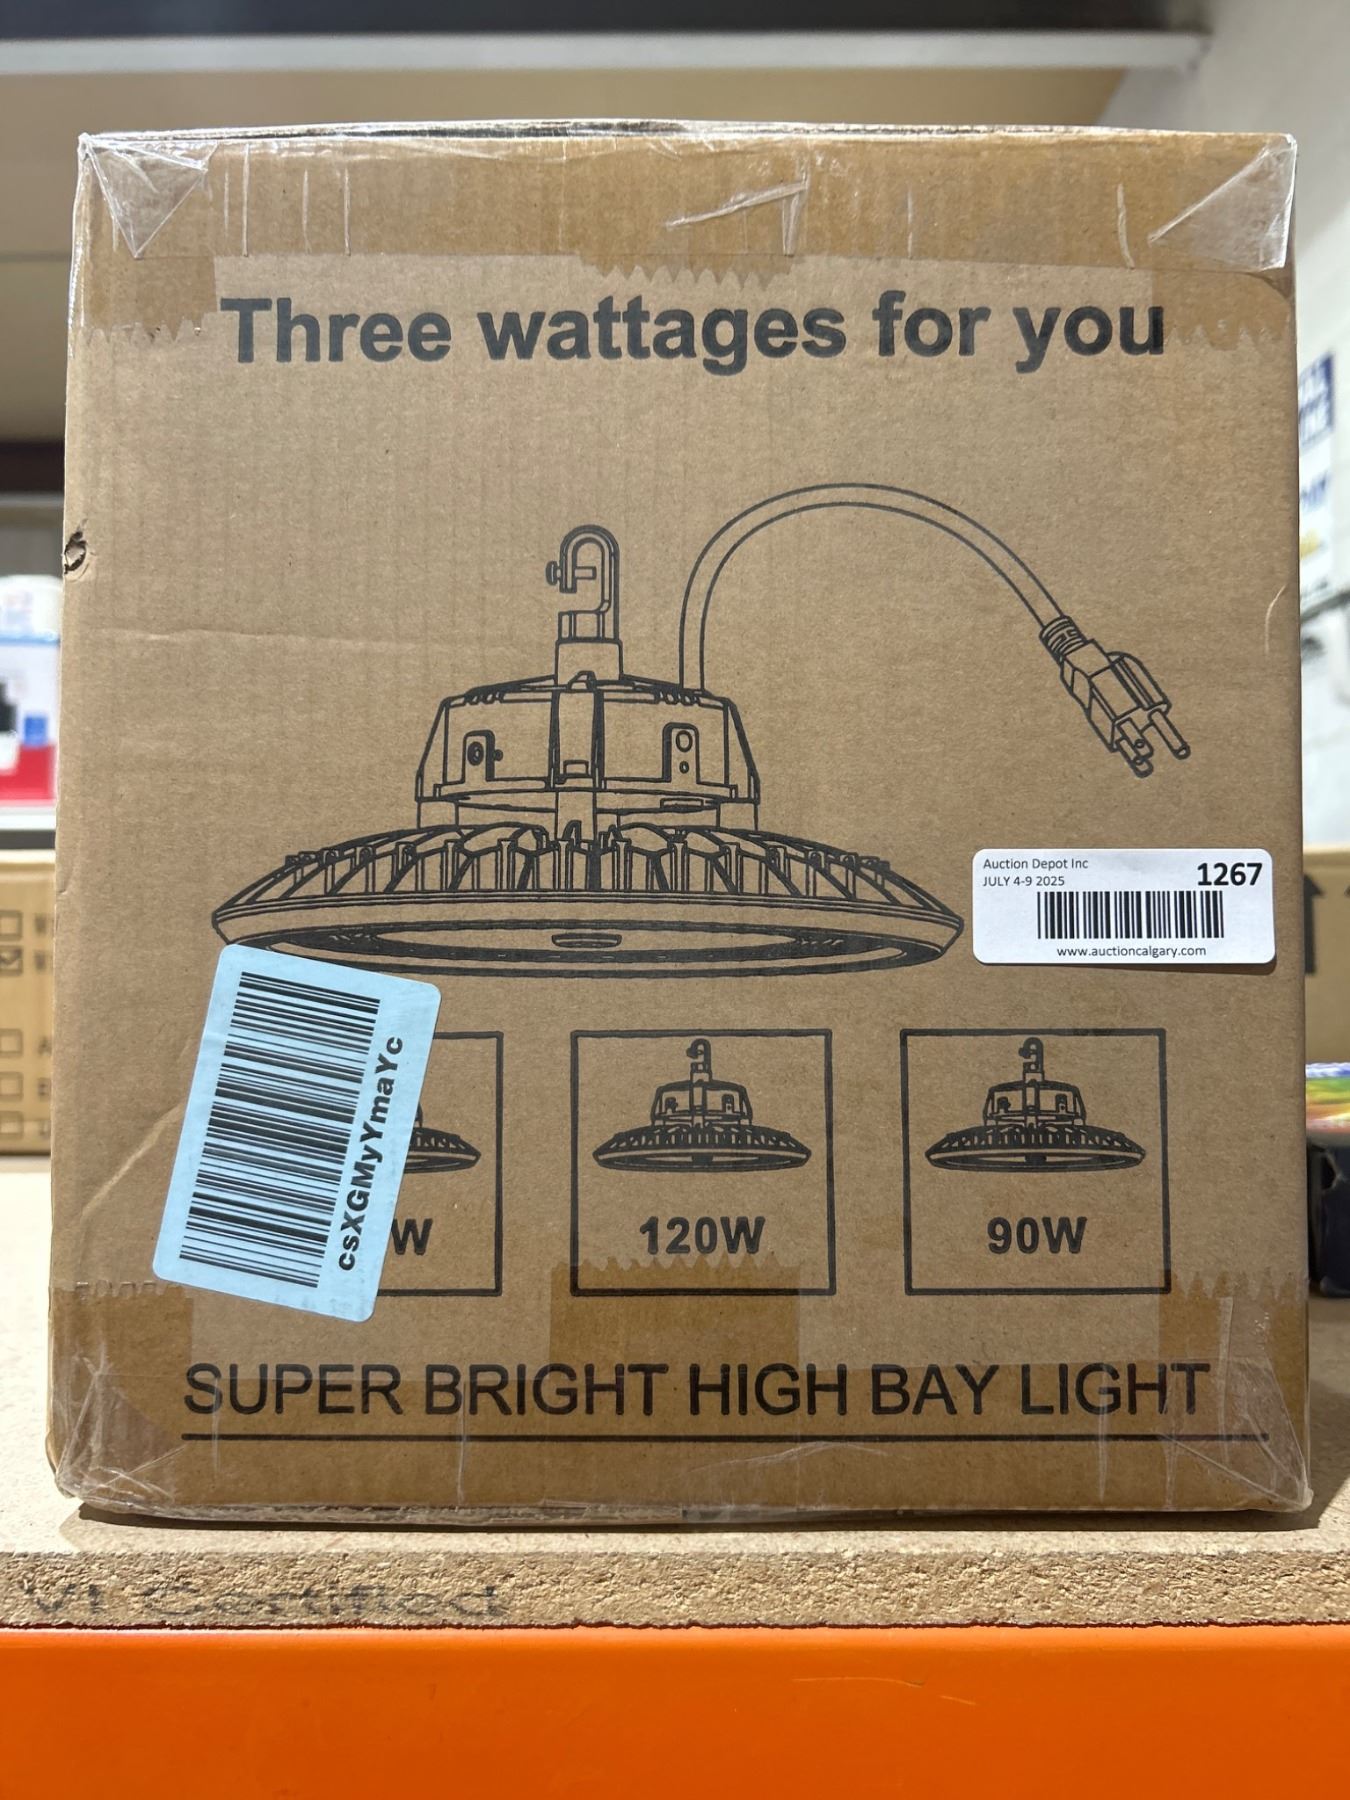 Three wattages for you
Auction Depot Inc
JULY 4-9 2025
1267
www.auctioncalgary.com
csXGMyYmaYc
W
120W
90W
SUPER BRIGHT HIGH BAY LIGHT